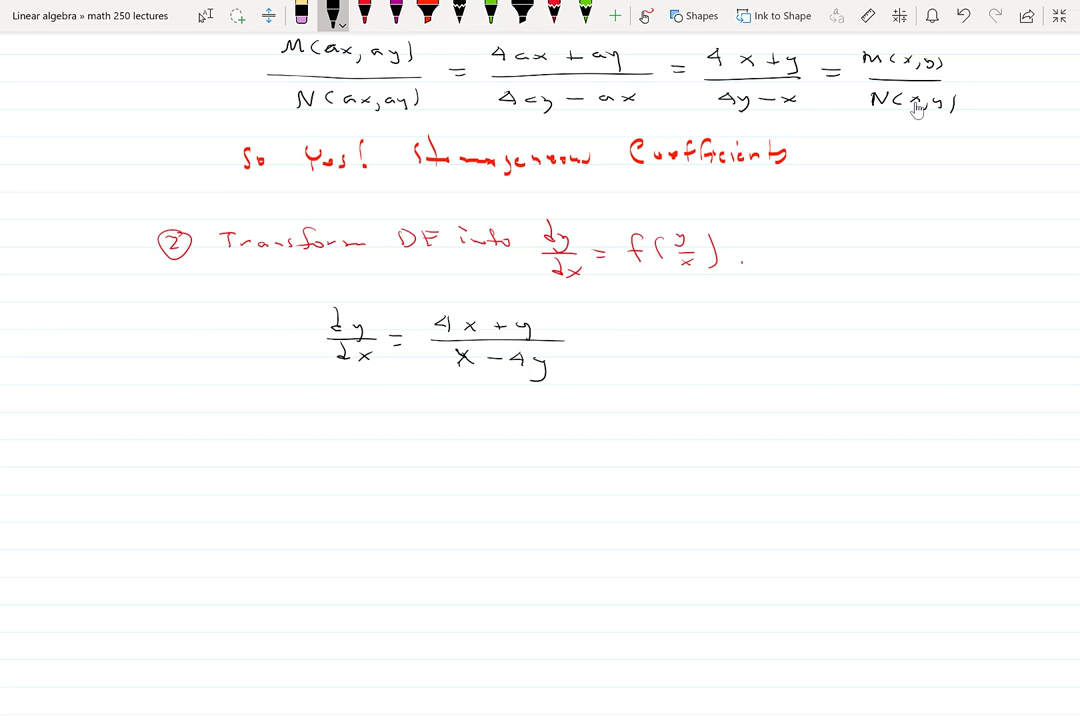 Linear algebra » math 250 lectures Shapes Ink to Shape
M(ax, ay) / N(ax, ay) = 4ax + ay / 4ay - ax = 4x + y / 4y - x = M(x, y) / N(x, y)
So Yes! Homogeneous Coefficients
② Transform DE into dy/dx = f(y/x).
dy/dx = 4x + y / x - 4y